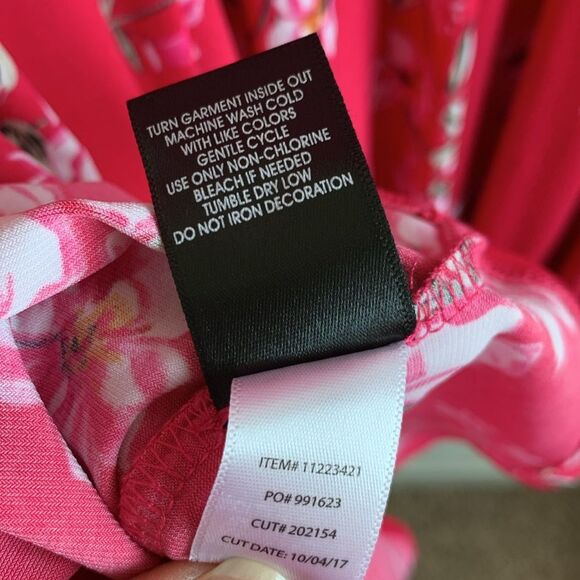 TURN GARMENT INSIDE OUT
MACHINE WASH COLD
WITH LIKE COLORS
GENTLE CYCLE
USE ONLY NON-CHLORINE
BLEACH IF NEEDED
TUMBLE DRY LOW
DO NOT IRON DECORATION
ITEM# 11223421
PO# 991623
CUT# 202154
CUT DATE: 10/04/17